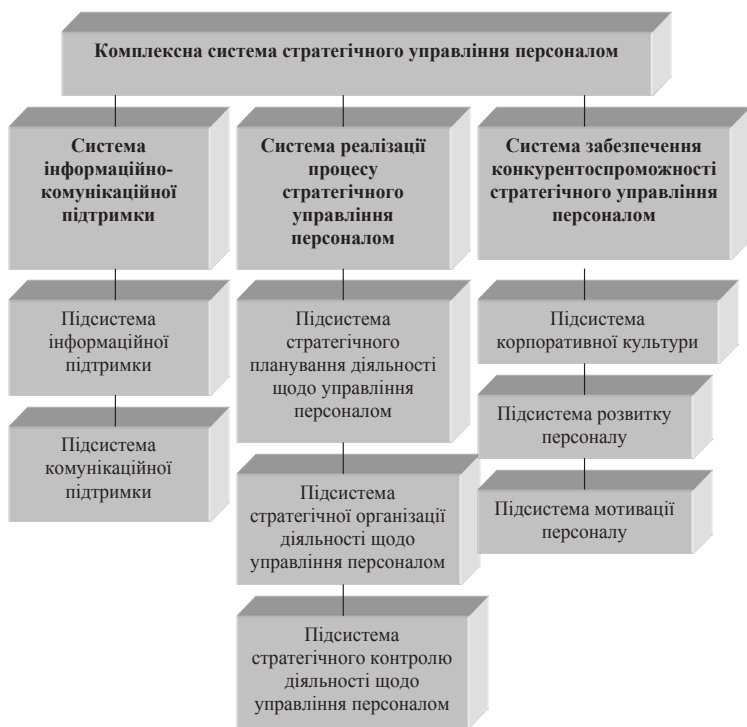 Комплексна система стратегічного управління персоналом
Система
інформаційно-
комунікаційної
підтримки
Підсистема
інформаційної
підтримки
Підсистема
комунікаційної
підтримки
Система реалізації
процесу
стратегічного
управління
персоналом
Підсистема
стратегічного
планування діяльності
щодо управління
персоналом
Підсистема
стратегічної організації
діяльності щодо
управління персоналом
Підсистема
стратегічного контролю
діяльності щодо
управління персоналом
Система забезпечення
конкурентоспроможності
стратегічного управління
персоналом
Підсистема
корпоративної культури
Підсистема розвитку
персоналу
Підсистема мотивації
персоналу